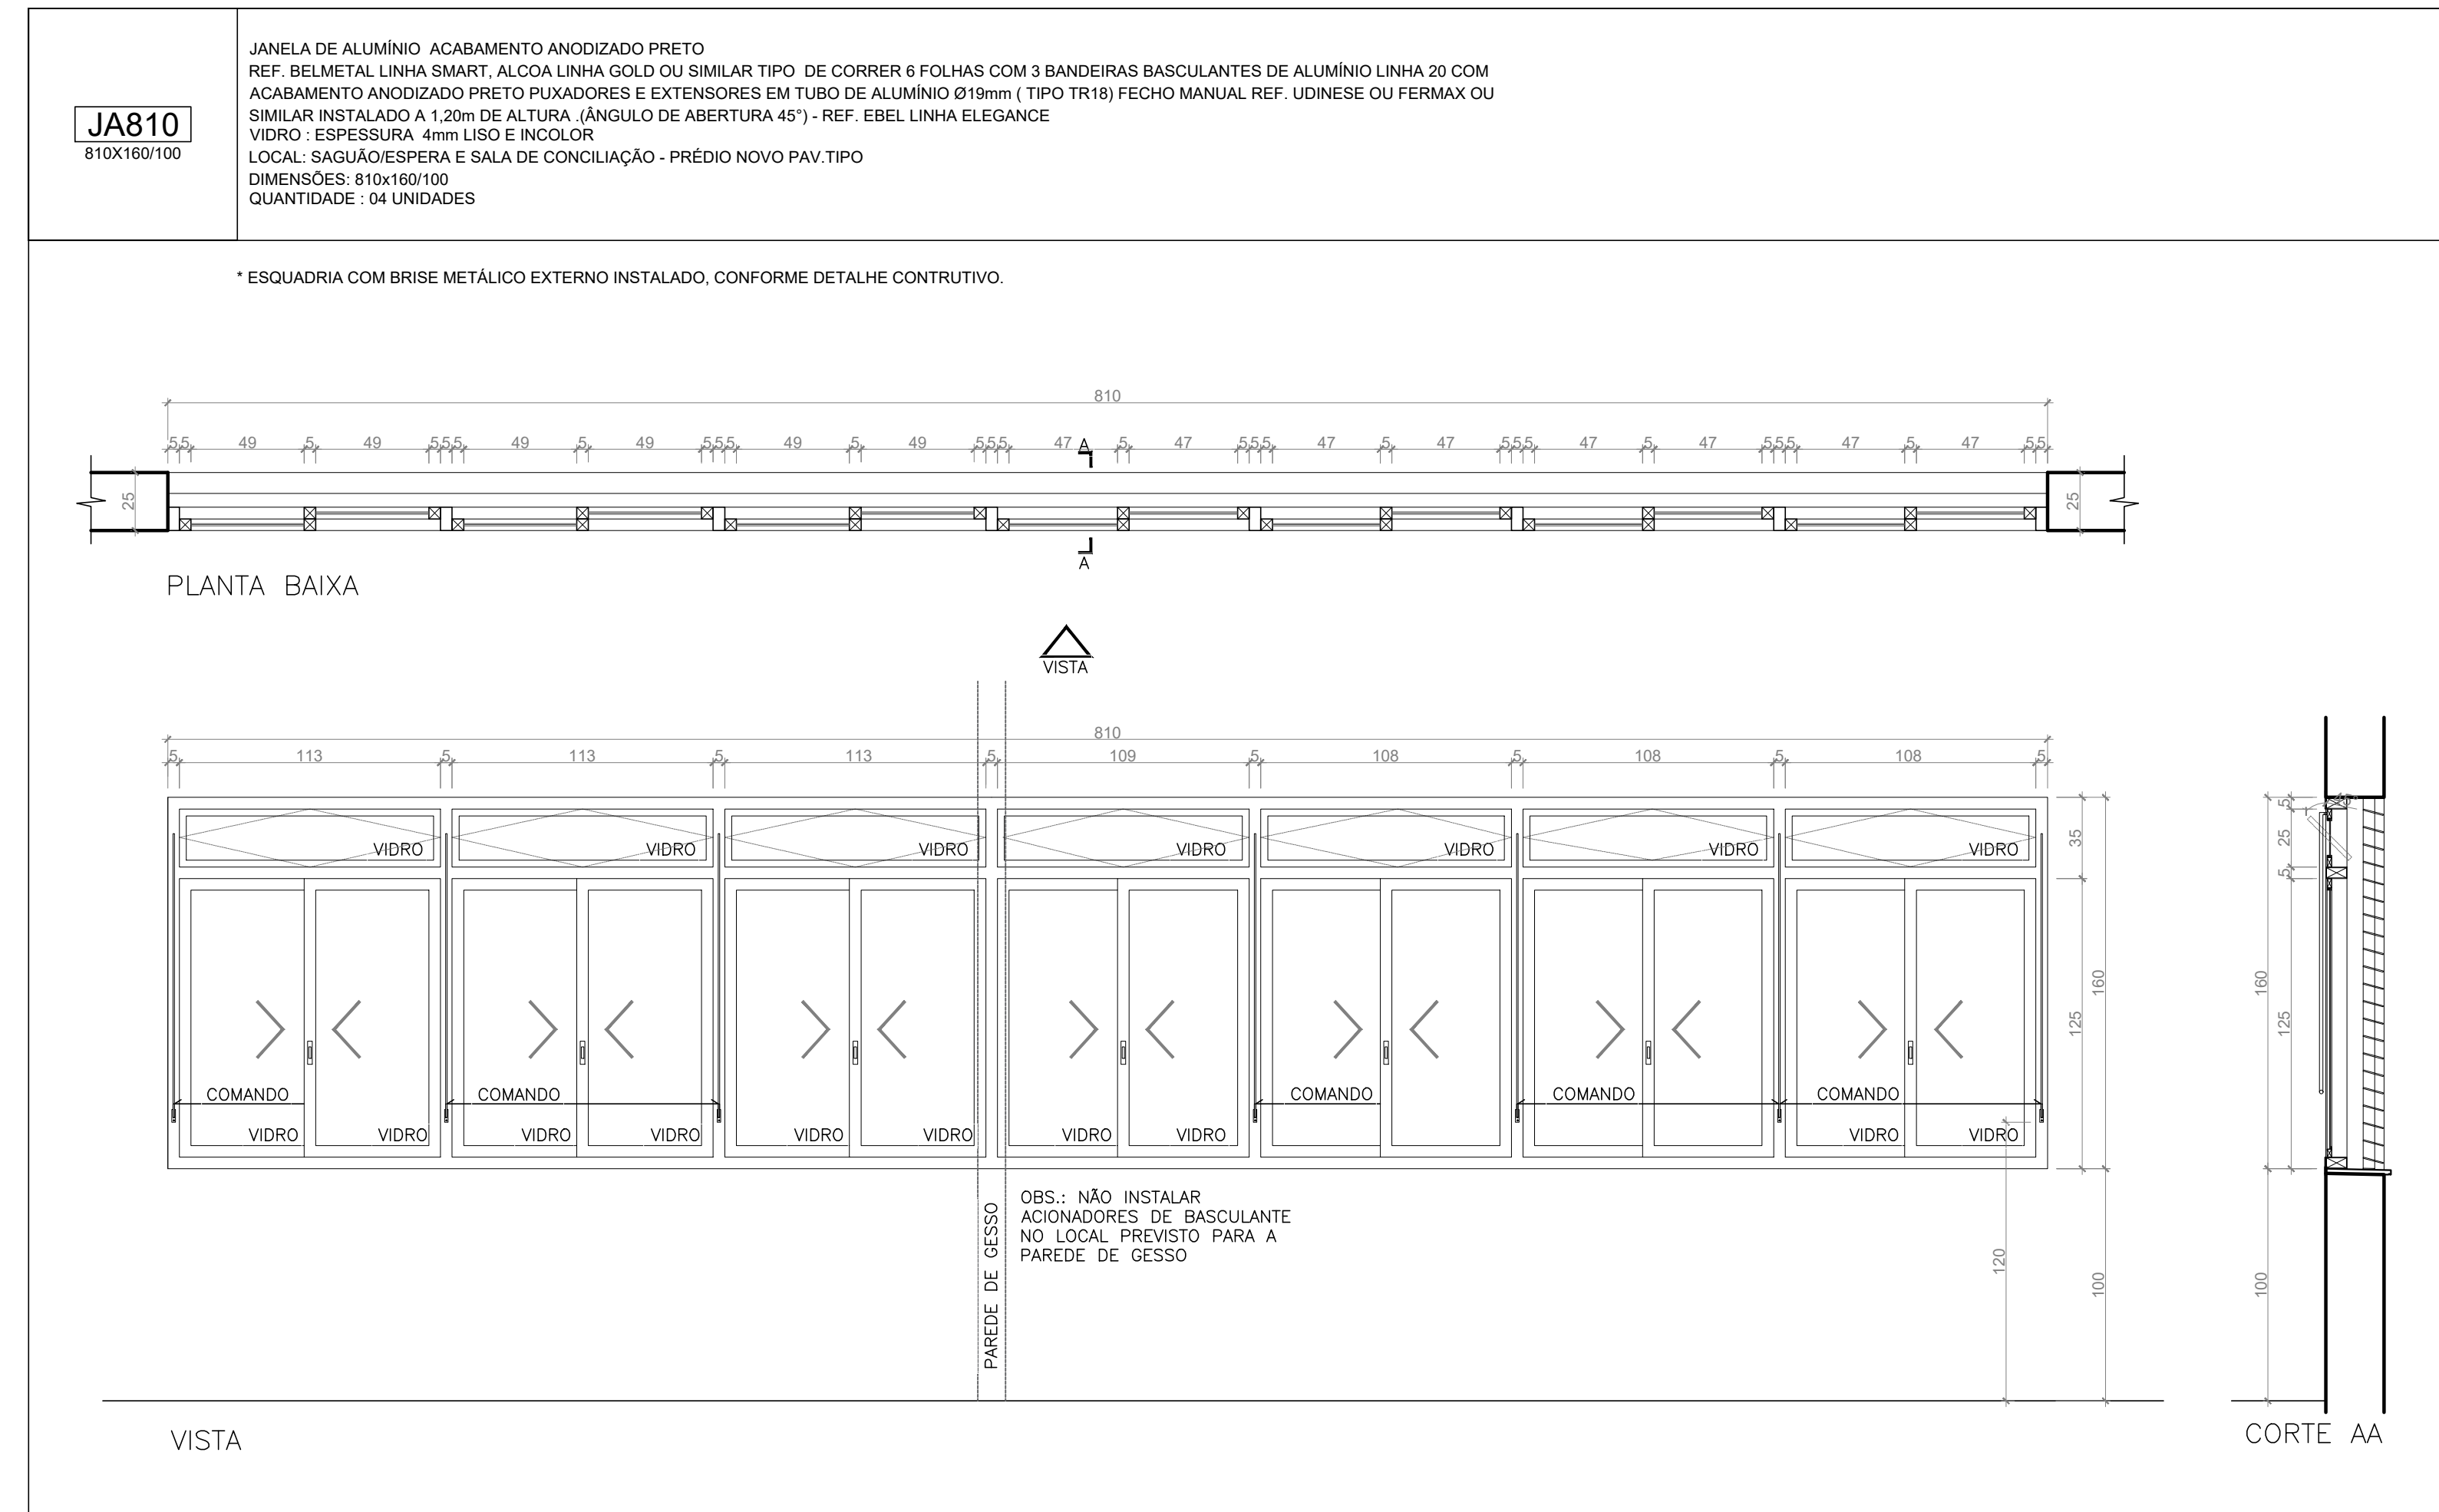 JA810
810X160/100
JANELA DE ALUMÍNIO ACABAMENTO ANODIZADO PRETO
REF. BELMETAL LINHA SMART, ALCOA LINHA GOLD OU SIMILAR TIPO DE CORRER 6 FOLHAS COM 3 BANDEIRAS BASCULANTES DE ALUMÍNIO LINHA 20 COM
ACABAMENTO ANODIZADO PRETO PUXADORES E EXTENSORES EM TUBO DE ALUMÍNIO Ø19mm ( TIPO TR18) FECHO MANUAL REF. UDINESE OU FERMAX OU
SIMILAR INSTALADO A 1,20m DE ALTURA .(ÂNGULO DE ABERTURA 45°) - REF. EBEL LINHA ELEGANCE
VIDRO : ESPESSURA 4mm LISO E INCOLOR
LOCAL: SAGUÃO/ESPERA E SALA DE CONCILIAÇÃO - PRÉDIO NOVO PAV.TIPO
DIMENSÕES: 810x160/100
QUANTIDADE : 04 UNIDADES
* ESQUADRIA COM BRISE METÁLICO EXTERNO INSTALADO, CONFORME DETALHE CONTRUTIVO.
810
5 5 49 5 49 5 5 5 49 5 49 5 5 5 49 5 49 5 5 5 47 A 5 47 5 5 5 47 5 47 5 5 5 47 5 47 5 5 5 47 5 47 5 5
25 25
A
PLANTA BAIXA
VISTA
810
5 113 5 113 5 113 5 109 5 108 5 108 5 108 5
VIDRO VIDRO VIDRO VIDRO VIDRO VIDRO VIDRO
35
125
160
COMANDO COMANDO COMANDO COMANDO COMANDO
VIDRO VIDRO VIDRO VIDRO VIDRO VIDRO VIDRO VIDRO VIDRO VIDRO
PAREDE DE GESSO
OBS.: NÃO INSTALAR
ACIONADORES DE BASCULANTE
NO LOCAL PREVISTO PARA A
PAREDE DE GESSO
120
100
VISTA
5
25
5
125
160
100
CORTE AA